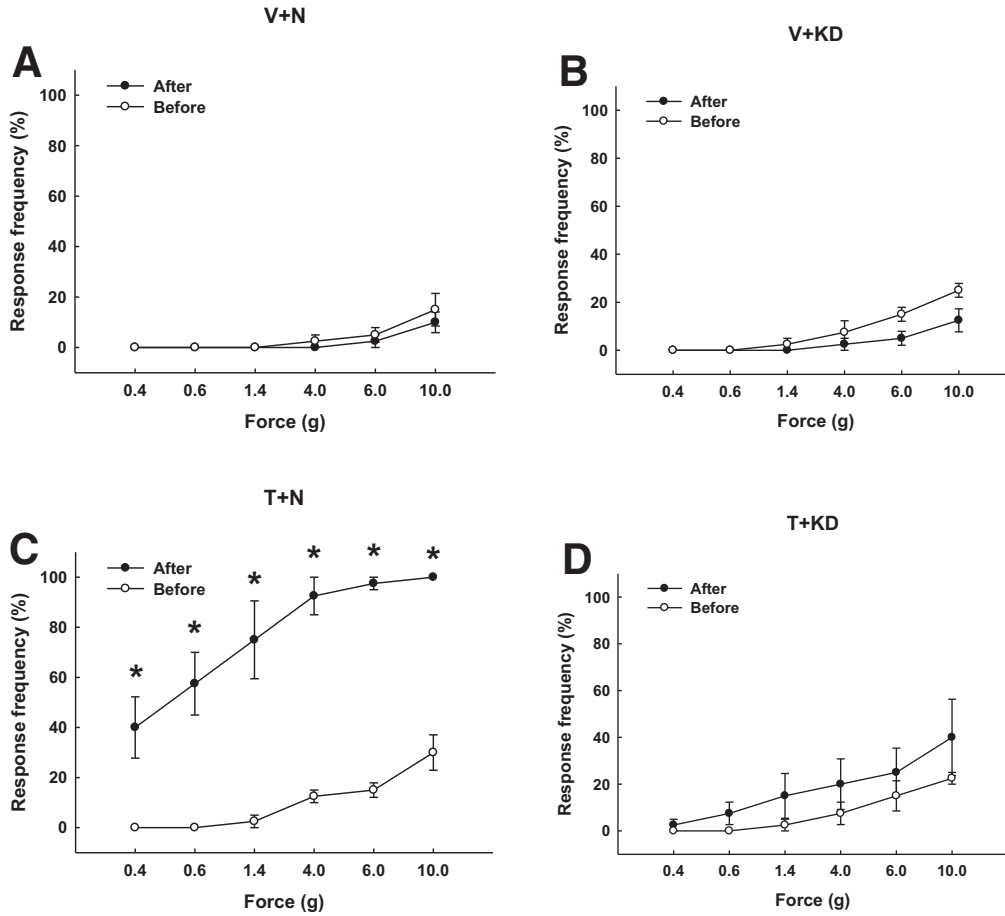 V+N
A
After
Before
100
80
60
40
20
0
Response frequency (%)
0.4 0.6 1.4 4.0 6.0 10.0
Force (g)
V+KD
B
After
Before
100
80
60
40
20
0
Response frequency (%)
0.4 0.6 1.4 4.0 6.0 10.0
Force (g)
T+N
C
After
Before
* * * * * *
100
80
60
40
20
0
Response frequency (%)
0.4 0.6 1.4 4.0 6.0 10.0
Force (g)
T+KD
D
After
Before
100
80
60
40
20
0
Response frequency (%)
0.4 0.6 1.4 4.0 6.0 10.0
Force (g)